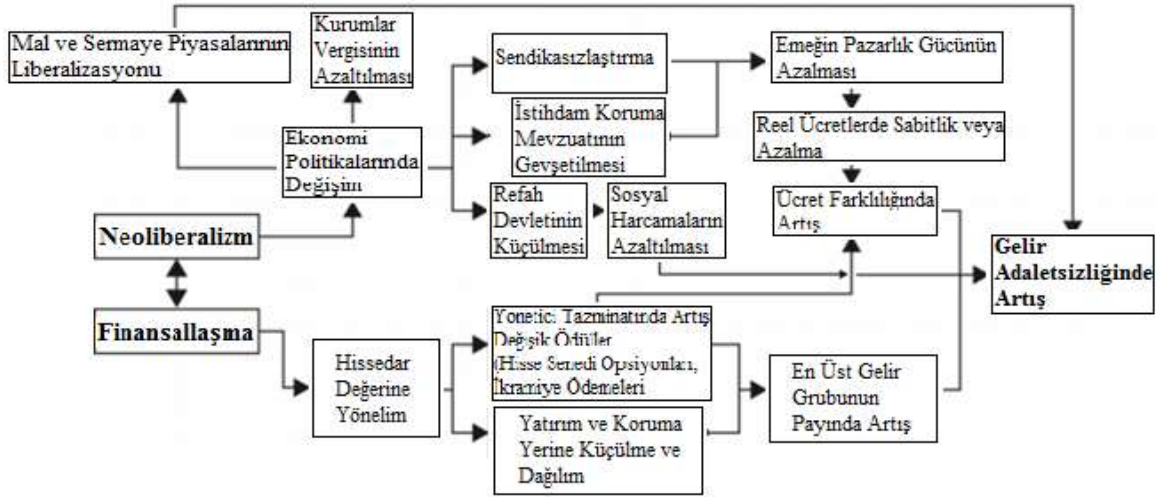 Mal ve Sermaye Piyasalarının
Liberalizasyonu
Kurumlar
Vergisinin
Azaltılması
Sendikasızlaştırma
Emeğin Pazarlık Gücünün
Azalması
İstihdam Koruma
Mevzuatının
Gevşetilmesi
Reel Ücretlerde Sabitlik veya
Azalma
Ekonomi
Politikalarında
Değişim
Refah
Devletinin
Küçülmesi
Sosyal
Harcamaların
Azaltılması
Ücret Farklılığında
Artış
Neoliberalizm
Gelir
Adaletsizliğinde
Artış
Finansallaşma
Yönetici Tazminatında Artış
Değişik Ödüller
(Hisse Senedi Opsiyonları,
İkramiye Ödemeleri
Hissedar
Değerine
Yönelim
En Üst Gelir
Grubunun
Payında Artış
Yatırım ve Koruma
Yerine Küçülme ve
Dağılım